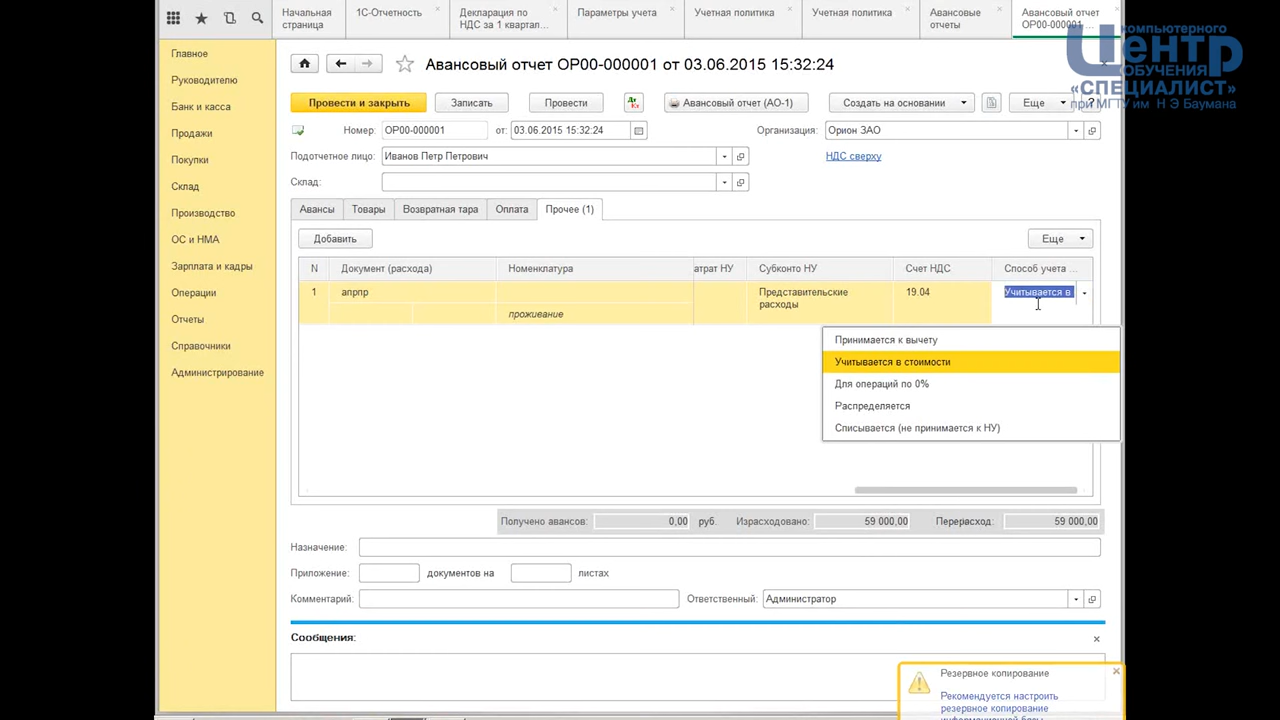 Начальная страница
1С-Отчетность
Декларация по НДС за 1 квартал...
Параметры учета
Учетная политика
Учетная политика
Авансовые отчеты
Авансовый отчет ОР00-000001 ...
компьютерного
Центр
ОБУЧЕНИЯ
«СПЕЦИАЛИСТ»
при МГТУ им Н Э Баумана
Главное
Руководителю
Банк и касса
Продажи
Покупки
Склад
Производство
ОС и НМА
Зарплата и кадры
Операции
Отчеты
Справочники
Администрирование
Авансовый отчет ОР00-000001 от 03.06.2015 15:32:24
Провести и закрыть
Записать
Провести
Дт Кт
Авансовый отчет (АО-1)
Создать на основании
Еще
?
Номер: ОР00-000001 от: 03.06.2015 15:32:24
Организация: Орион ЗАО
Подотчетное лицо: Иванов Петр Петрович
НДС сверху
Склад:
Авансы
Товары
Возвратная тара
Оплата
Прочее (1)
Добавить
Еще
N
Документ (расхода)
Номенклатура
атрат НУ
Субконто НУ
Счет НДС
Способ учета ...
1
апрпр
Представительские расходы
19.04
Учитывается в
проживание
Принимается к вычету
Учитывается в стоимости
Для операций по 0%
Распределяется
Списывается (не принимается к НУ)
Получено авансов: 0,00 руб. Израсходовано: 59 000,00 Перерасход: 59 000,00
Назначение:
Приложение: документов на листах
Комментарий:
Ответственный: Администратор
Сообщения:
Резервное копирование
Рекомендуется настроить
резервное копирование
информационной базы